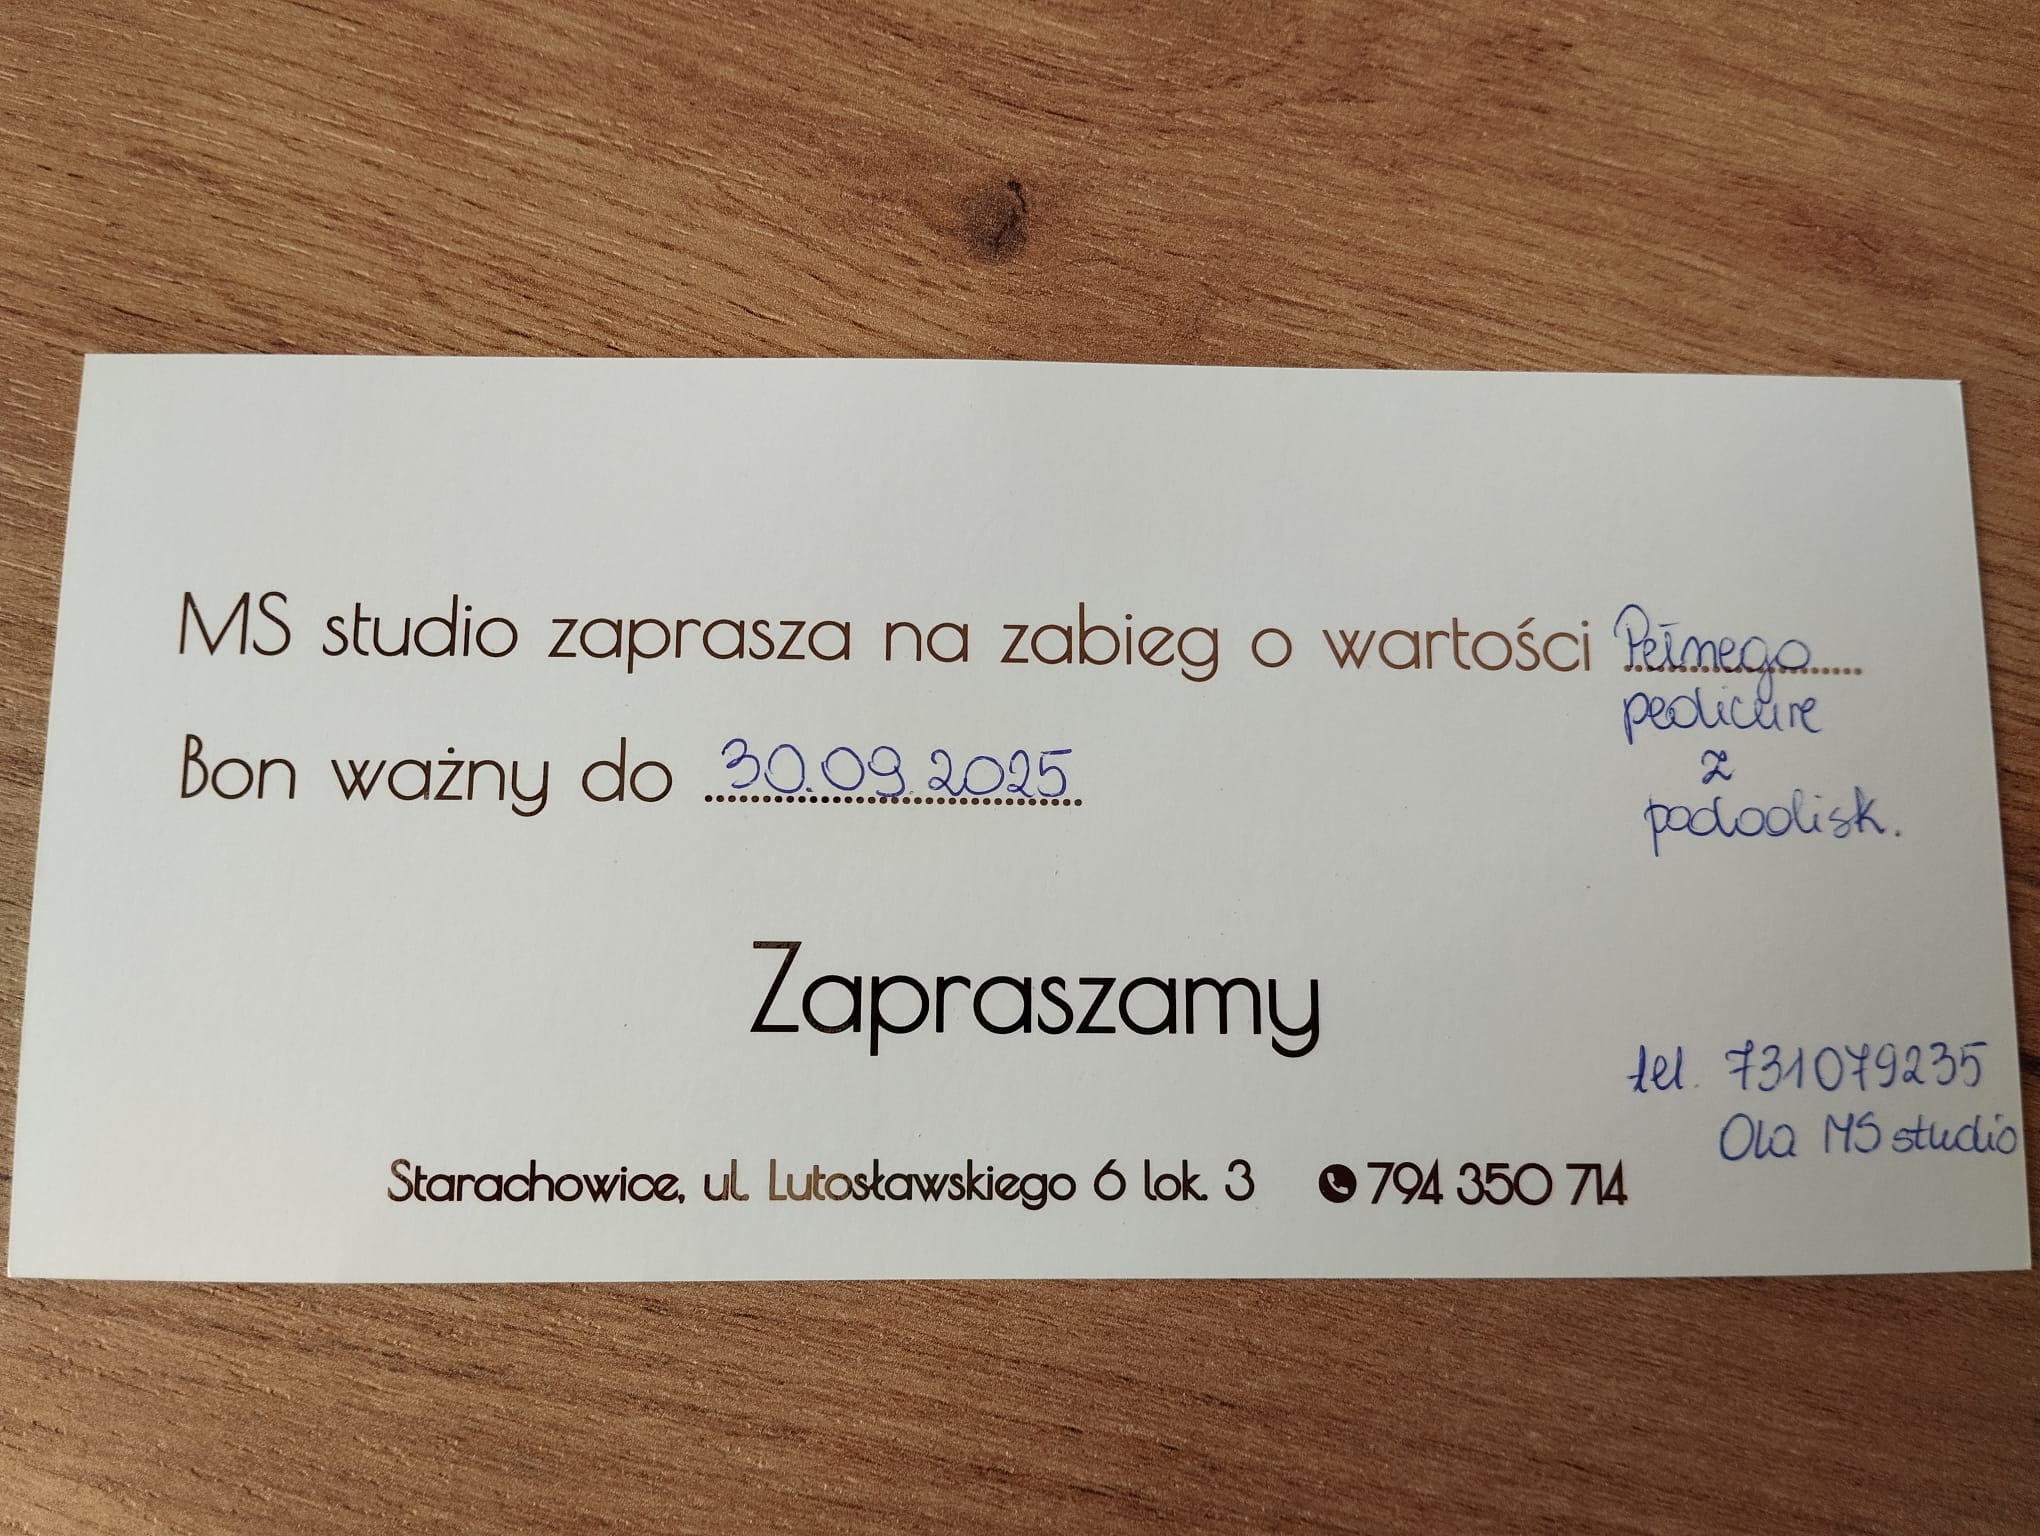 MS studio zaprasza na zabieg o wartości Pełnego
pedicure
z
podoolisk.
Bon ważny do 30.09.2025
Zapraszamy
tel. 731079235
Ola MS studio
Starachowice, ul. Lutosławskiego 6 lok. 3 794 350 714